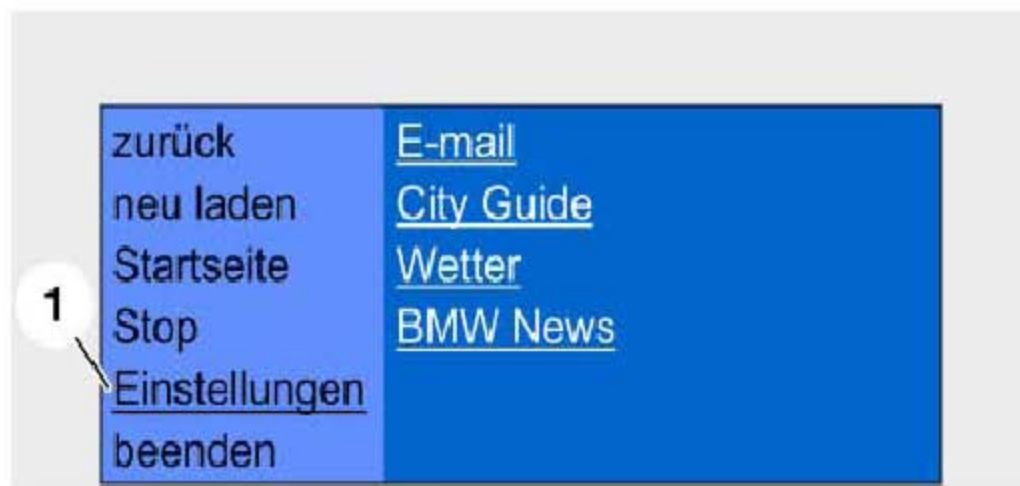 zurück
neu laden
Startseite
Stop
Einstellungen
beenden
E-mail
City Guide
Wetter
BMW News
1